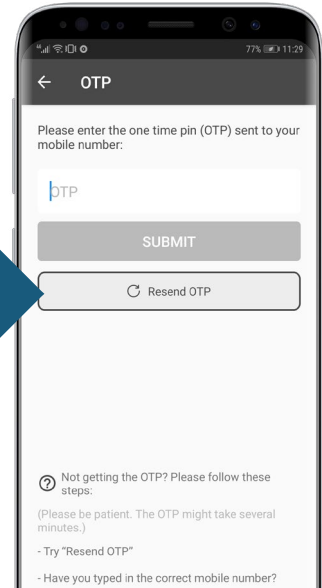 77% 11:29
OTP
Please enter the one time pin (OTP) sent to your
mobile number:
OTP
SUBMIT
Resend OTP
Not getting the OTP? Please follow these
steps:
(Please be patient. The OTP might take several
minutes.)
- Try "Resend OTP"
- Have you typed in the correct mobile number?